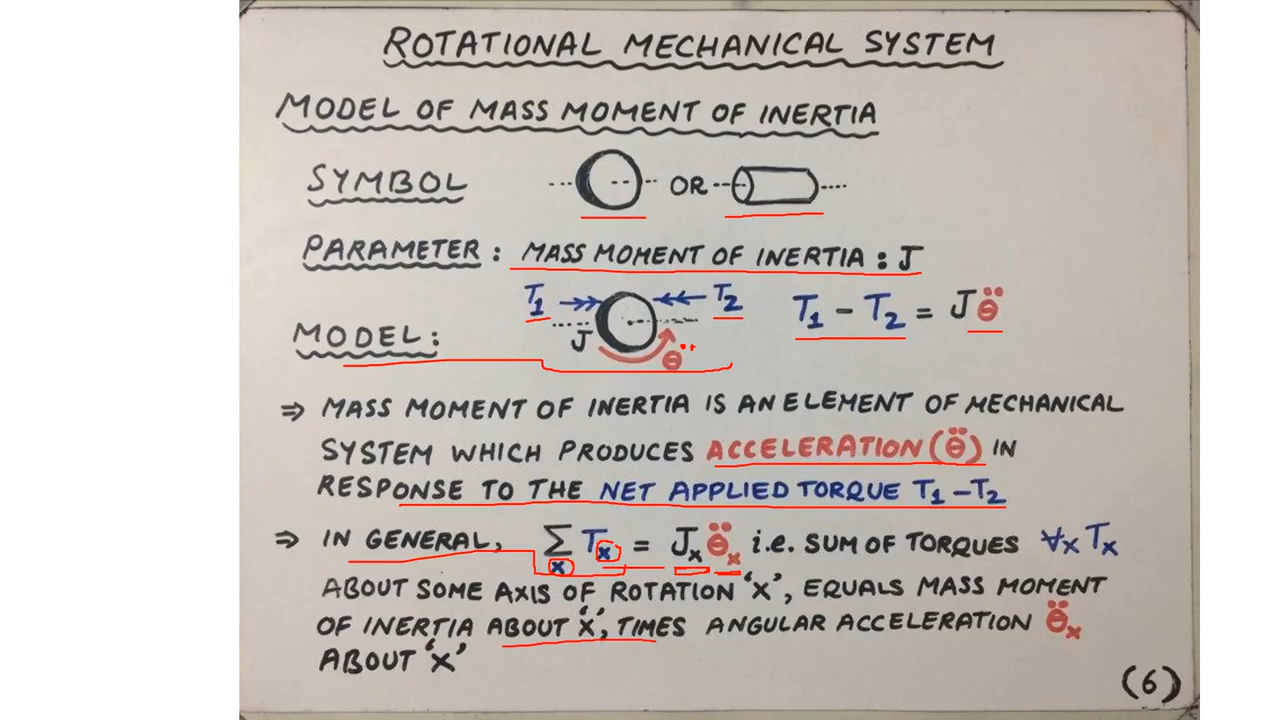 ROTATIONAL MECHANICAL SYSTEM
MODEL OF MASS MOMENT OF INERTIA
SYMBOL OR
PARAMETER: MASS MOMENT OF INERTIA : J
T₁ T₂ T₁ - T₂ = Jθ̈
MODEL: J θ̈
⇒ MASS MOMENT OF INERTIA IS AN ELEMENT OF MECHANICAL
SYSTEM WHICH PRODUCES ACCELERATION (θ̈) IN
RESPONSE TO THE NET APPLIED TORQUE T₁ - T₂
⇒ IN GENERAL, ∑ₓ Tₓ = Jₓ θ̈ₓ i.e. SUM OF TORQUES ∀ₓ Tₓ
ABOUT SOME AXIS OF ROTATION 'X', EQUALS MASS MOMENT
OF INERTIA ABOUT 'X', TIMES ANGULAR ACCELERATION θ̈ₓ
ABOUT 'X'
(6)